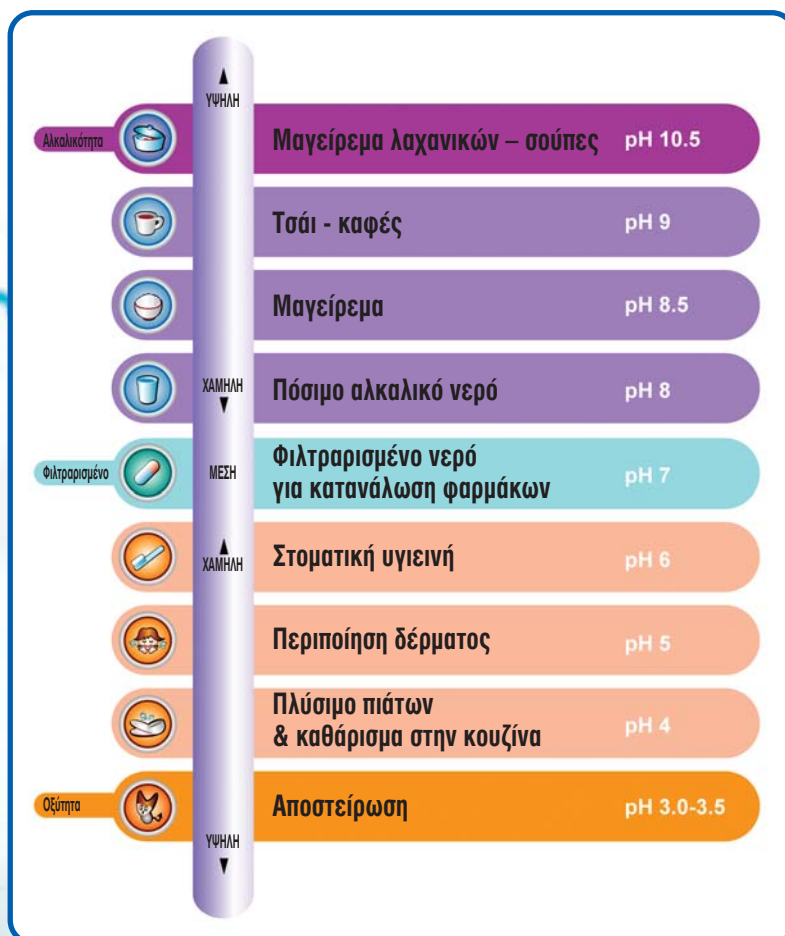 ▲
ΥΨΗΛΗ
Αλκαλικότητα
Μαγείρεμα λαχανικών – σούπες pH 10.5
Τσάι - καφές pH 9
Μαγείρεμα pH 8.5
ΧΑΜΗΛΗ
▼
Πόσιμο αλκαλικό νερό pH 8
Φιλτραρισμένο
ΜΕΣΗ
Φιλτραρισμένο νερό
για κατανάλωση φαρμάκων pH 7
▲
ΧΑΜΗΛΗ
Στοματική υγιεινή pH 6
Περιποίηση δέρματος pH 5
Πλύσιμο πιάτων
& καθάρισμα στην κουζίνα pH 4
Οξύτητα
Αποστείρωση pH 3.0-3.5
ΥΨΗΛΗ
▼